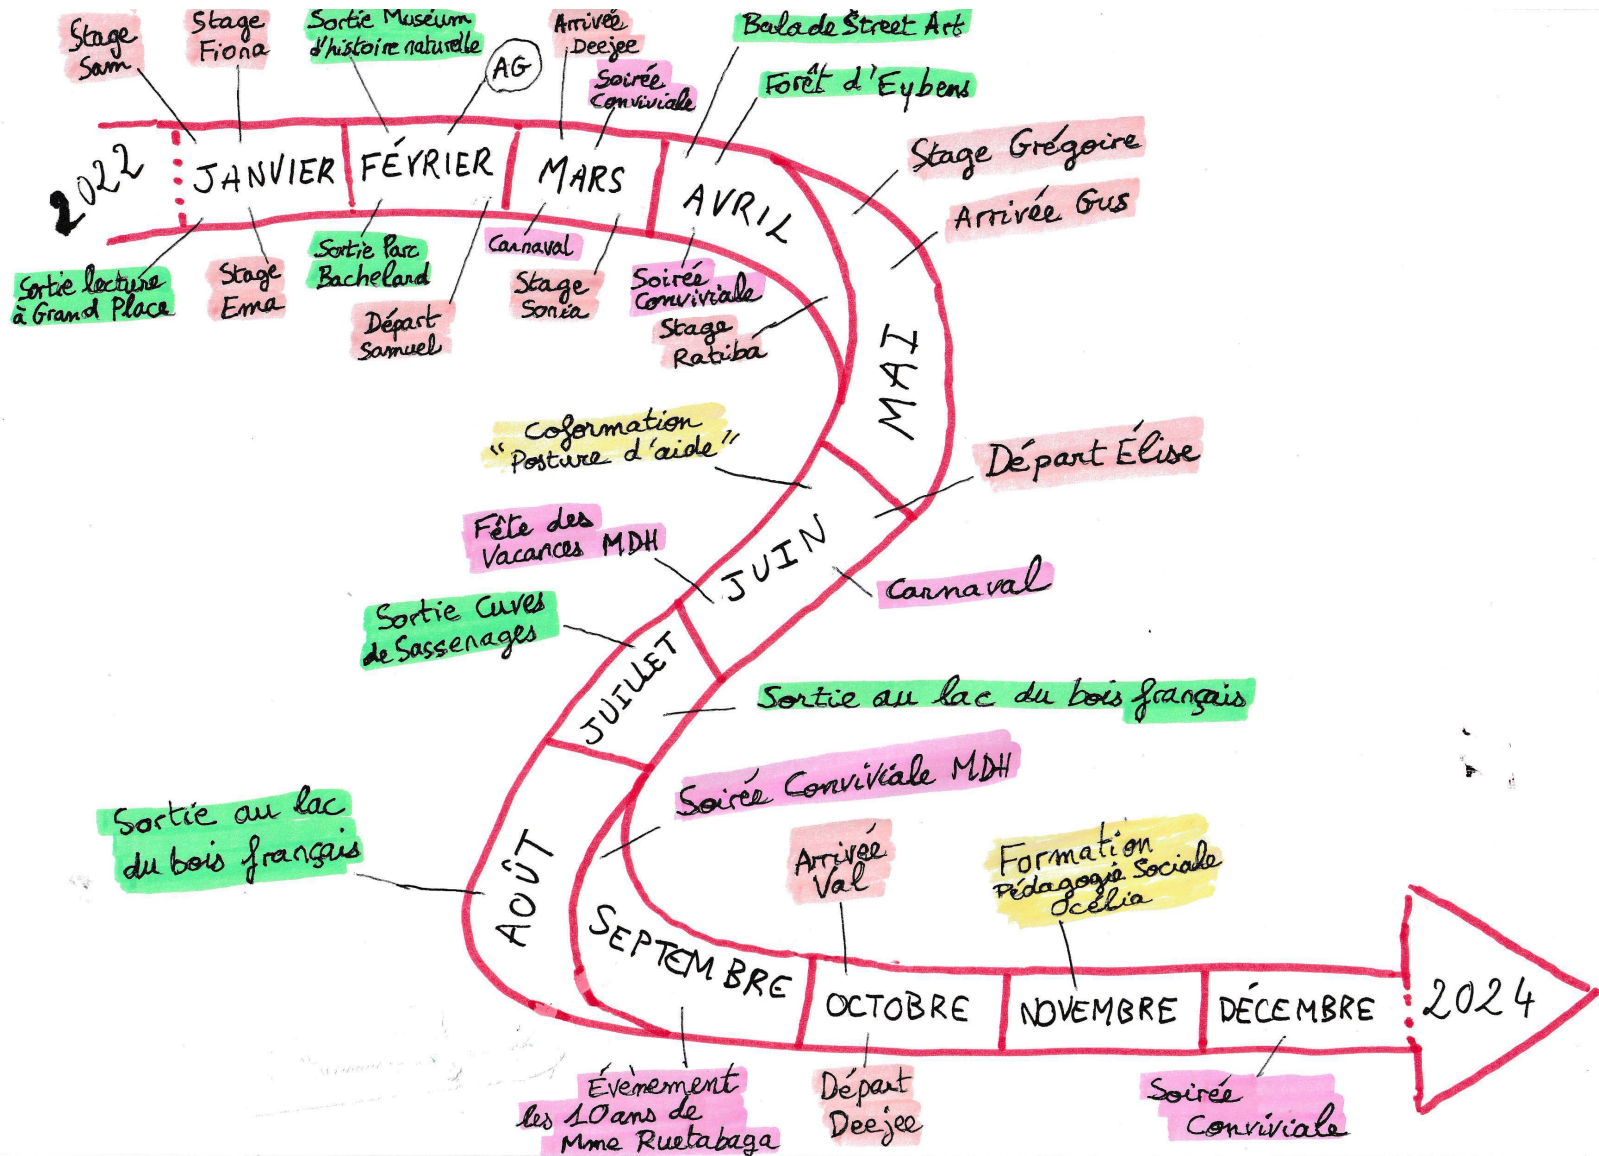 Stage
Sam
Stage
Fiona
Sortie Muséum
d'histoire naturelle
AG
Arrivée
Deejee
Soirée
Conviviale
Balade Street Art
Forêt d'Eybens
2022
JANVIER
FÉVRIER
MARS
AVRIL
Stage Grégoire
Arrivée Gus
Sortie lecture
à Grand Place
Stage
Ema
Sortie Parc
Bachelard
Départ
Samuel
Carnaval
Stage
Sonia
Soirée
Conviviale
Stage
Ratiba
MAI
Coformation
"Posture d'aide"
Départ Élise
Fête des
Vacances MDH
JUIN
Carnaval
Sortie Cuves
de Sassenages
JUILLET
Sortie au lac du bois français
Soirée Conviviale MDH
Sortie au lac
du bois français
AOÛT
SEPTEMBRE
Arrivée
Val
Formation
Pédagogie Sociale
Océlia
OCTOBRE
NOVEMBRE
DÉCEMBRE
2024
Évènement
les 10 ans de
Mme Ruetabaga
Départ
Deejee
Soirée
Conviviale